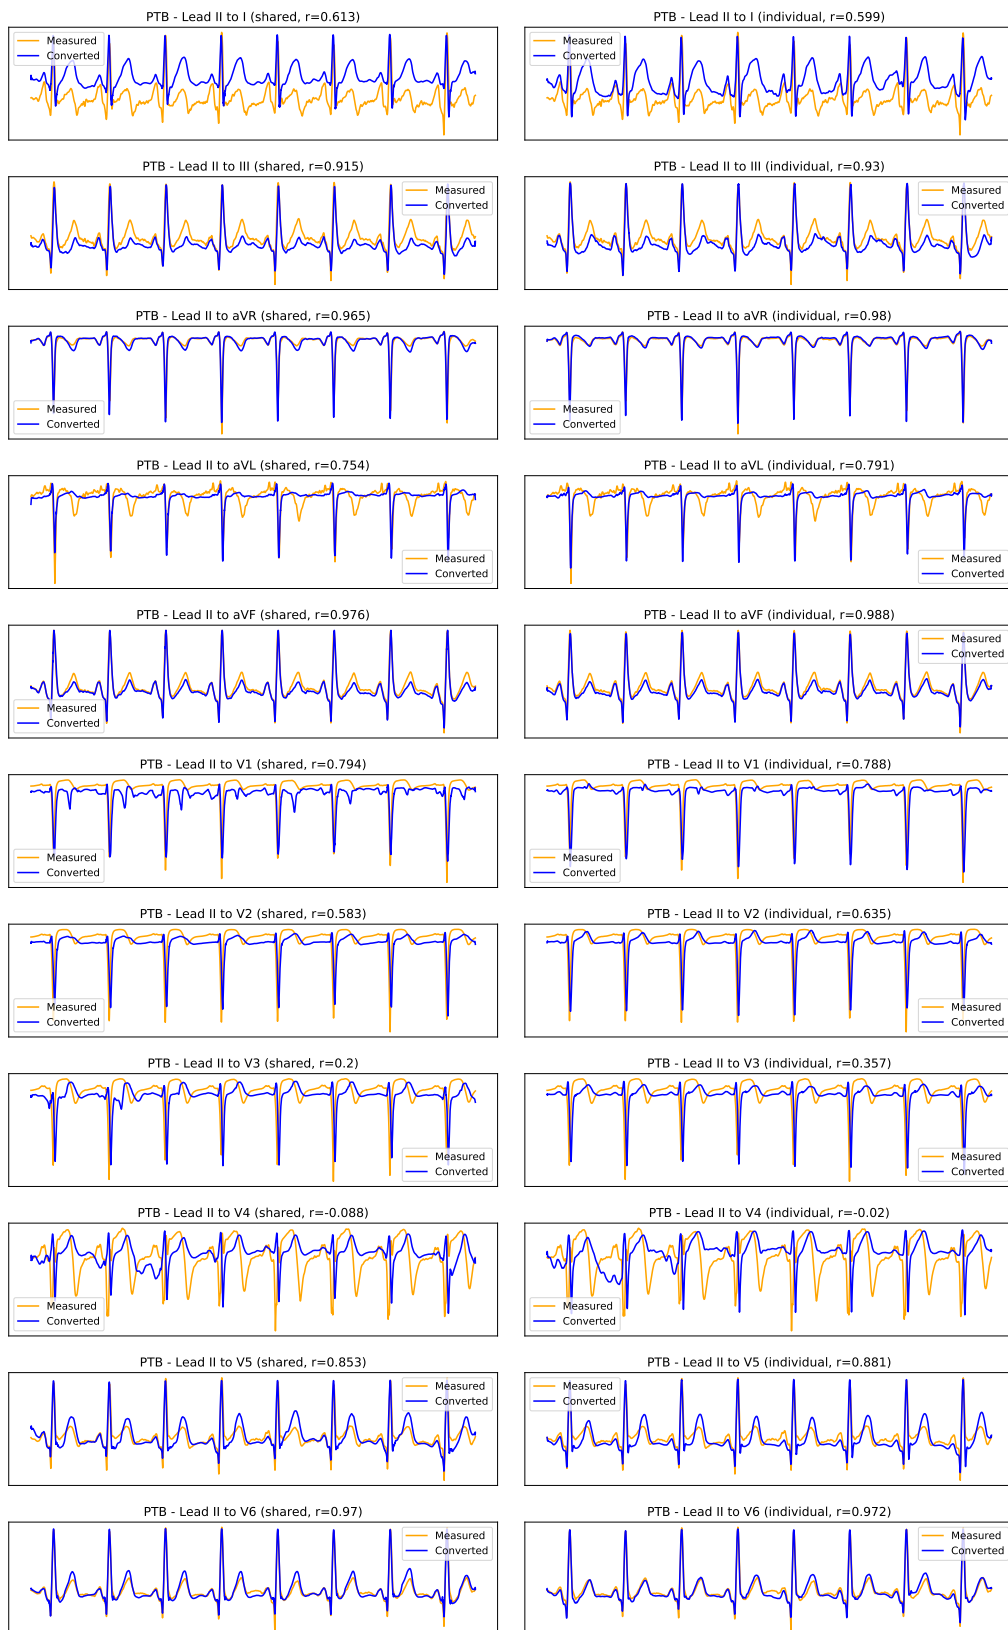 PTB - Lead II to I (shared, r=0.613)
Measured
Converted
PTB - Lead II to I (individual, r=0.599)
Measured
Converted
PTB - Lead II to III (shared, r=0.915)
Measured
Converted
PTB - Lead II to III (individual, r=0.93)
Measured
Converted
PTB - Lead II to aVR (shared, r=0.965)
Measured
Converted
PTB - Lead II to aVR (individual, r=0.98)
Measured
Converted
PTB - Lead II to aVL (shared, r=0.754)
Measured
Converted
PTB - Lead II to aVL (individual, r=0.791)
Measured
Converted
PTB - Lead II to aVF (shared, r=0.976)
Measured
Converted
PTB - Lead II to aVF (individual, r=0.988)
Measured
Converted
PTB - Lead II to V1 (shared, r=0.794)
Measured
Converted
PTB - Lead II to V1 (individual, r=0.788)
Measured
Converted
PTB - Lead II to V2 (shared, r=0.583)
Measured
Converted
PTB - Lead II to V2 (individual, r=0.635)
Measured
Converted
PTB - Lead II to V3 (shared, r=0.2)
Measured
Converted
PTB - Lead II to V3 (individual, r=0.357)
Measured
Converted
PTB - Lead II to V4 (shared, r=-0.088)
Measured
Converted
PTB - Lead II to V4 (individual, r=-0.02)
Measured
Converted
PTB - Lead II to V5 (shared, r=0.853)
Measured
Converted
PTB - Lead II to V5 (individual, r=0.881)
Measured
Converted
PTB - Lead II to V6 (shared, r=0.97)
Measured
Converted
PTB - Lead II to V6 (individual, r=0.972)
Measured
Converted